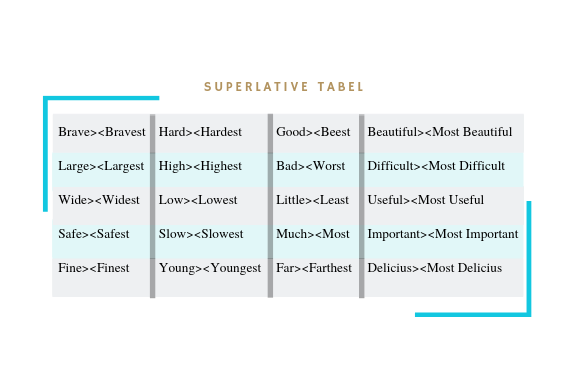 SUPERLATIVE TABEL
Brave><Bravest Hard><Hardest Good><Beest Beautiful><Most Beautiful
Large><Largest High><Highest Bad><Worst Difficult><Most Difficult
Wide><Widest Low><Lowest Little><Least Useful><Most Useful
Safe><Safest Slow><Slowest Much><Most Important><Most Important
Fine><Finest Young><Youngest Far><Farthest Delicius><Most Delicius